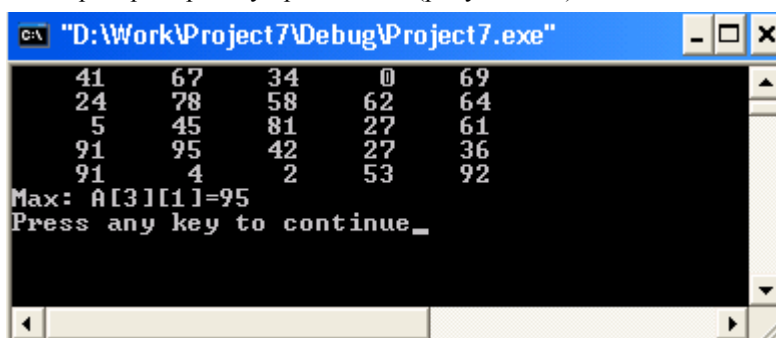 "D:\Work\Project7\Debug\Project7.exe"
41 67 34 0 69
24 78 58 62 64
5 45 81 27 61
91 95 42 27 36
91 4 2 53 92
Max: A[3][1]=95
Press any key to continue_